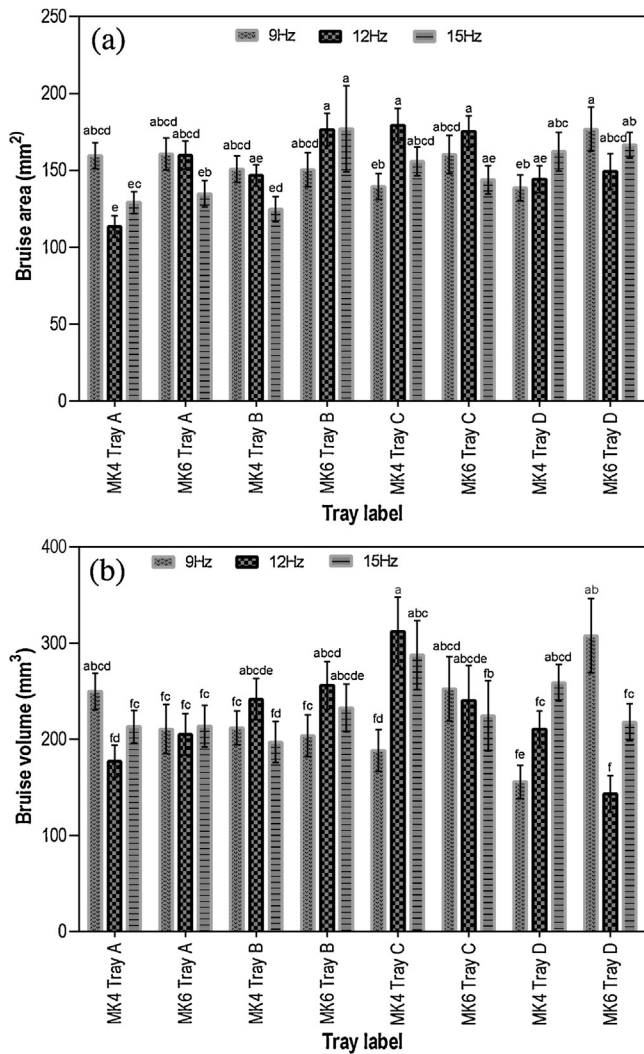 (a)
9Hz 12Hz 15Hz
Bruise area (mm²)
250
200
150
100
50
0
abcd e ec
abcd abcd eb
abcd ae ed
abcd a a
eb a abcd
abcd a ae
eb ae abc
a abcd ab
MK4 Tray A
MK6 Tray A
MK4 Tray B
MK6 Tray B
MK4 Tray C
MK6 Tray C
MK4 Tray D
MK6 Tray D
Tray label
(b)
9Hz 12Hz 15Hz
Bruise volume (mm³)
400
300
200
100
0
abcd fd fc
fc fc fc
fc abcde fc
fc abcd abcde
fd a abc
abcd abcde fb
fe fc abcd
ab f fc
MK4 Tray A
MK6 Tray A
MK4 Tray B
MK6 Tray B
MK4 Tray C
MK6 Tray C
MK4 Tray D
MK6 Tray D
Tray label